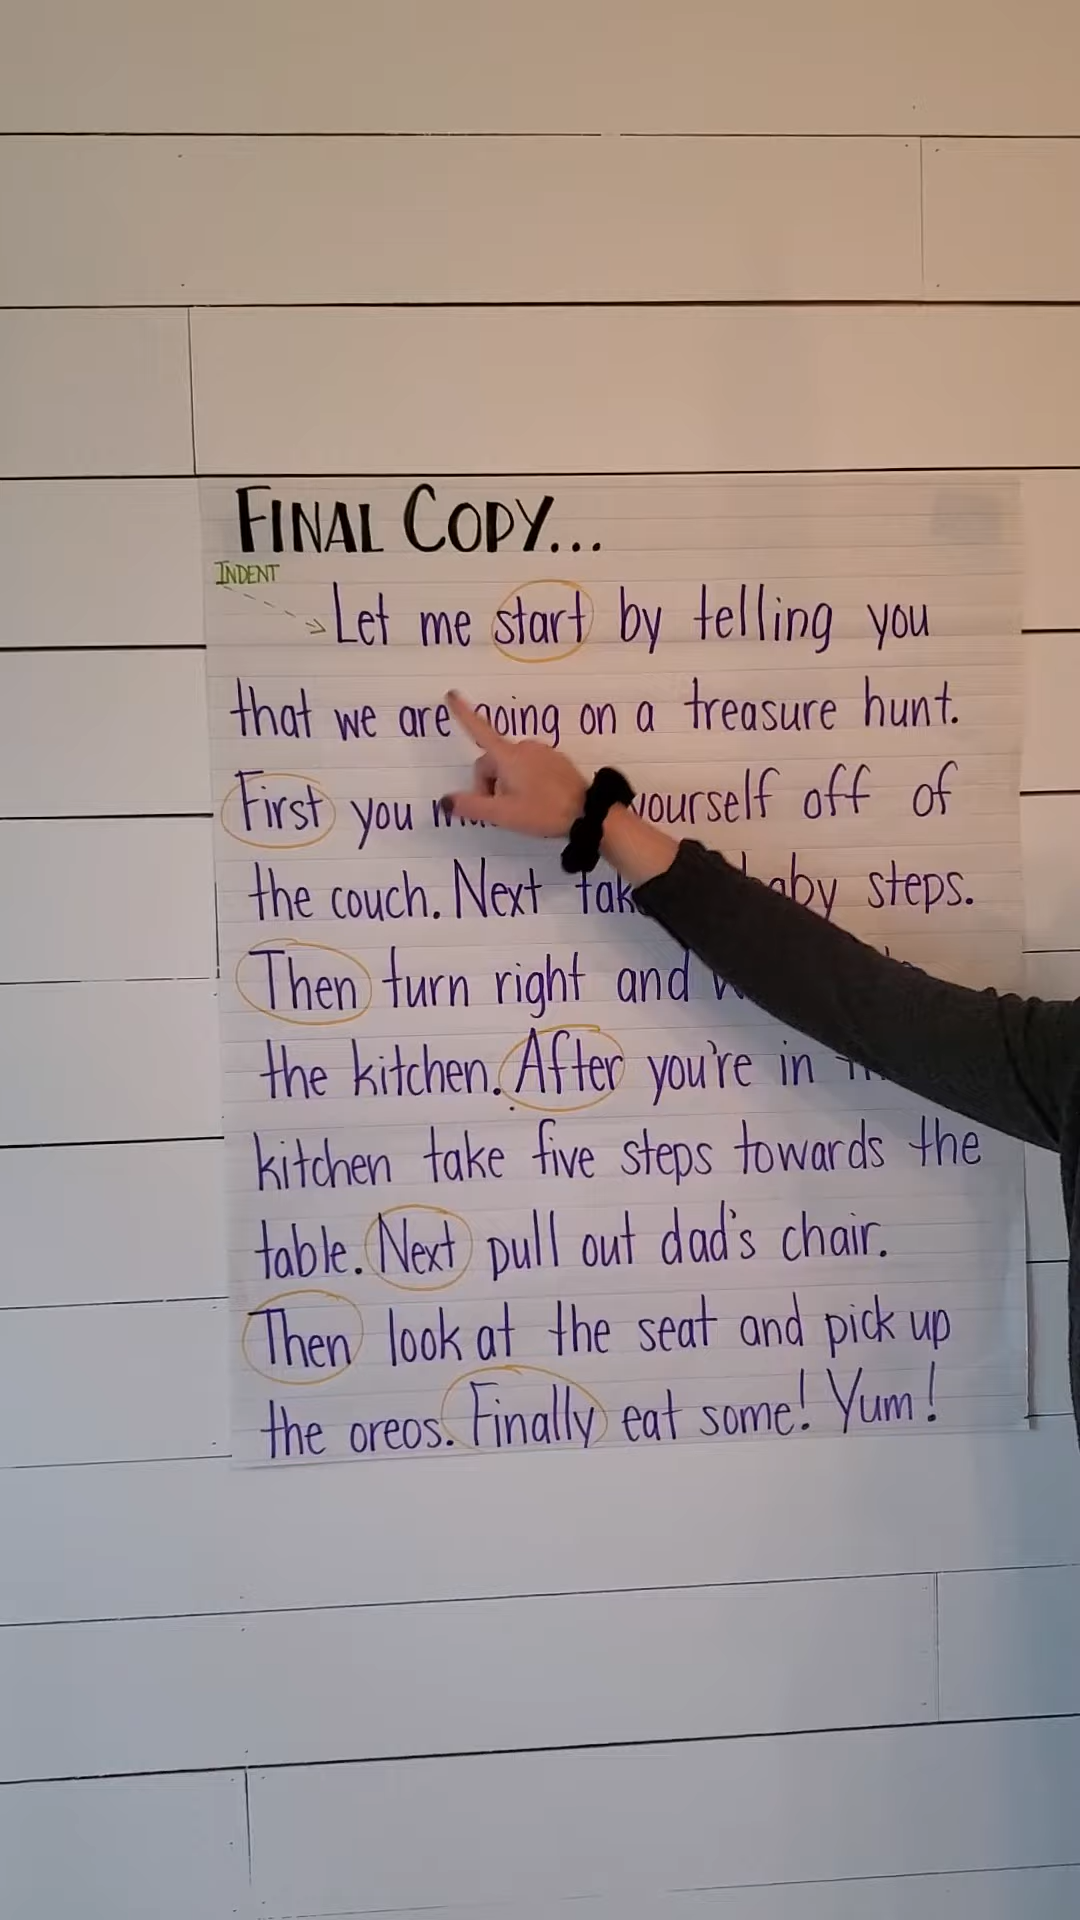 FINAL COPY...
INDENT
Let me start by telling you
that we are going on a treasure hunt.
First you yourself off of
the couch. Next steps.
Then turn right and
the kitchen. After you're in
kitchen take five steps towards the
table. Next pull out dad's chair.
Then look at the seat and pick up
the oreos. Finally eat some! Yum!